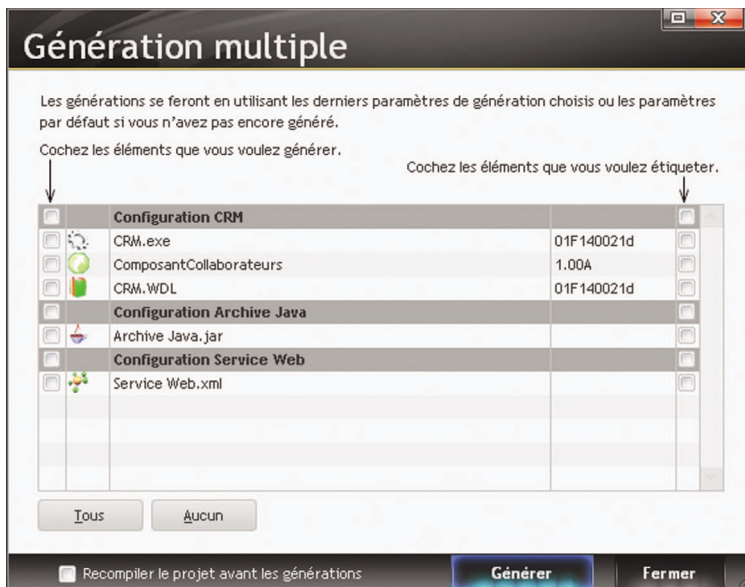 Génération multiple
Les générations se feront en utilisant les derniers paramètres de génération choisis ou les paramètres
par défaut si vous n'avez pas encore généré.
Cochez les éléments que vous voulez générer.
Cochez les éléments que vous voulez étiqueter.
Configuration CRM
CRM.exe 01F140021d
ComposantCollaborateurs 1.00A
CRM.WDL 01F140021d
Configuration Archive Java
Archive Java.jar
Configuration Service Web
Service Web.xml
Tous Aucun
Recompiler le projet avant les générations Générer Fermer